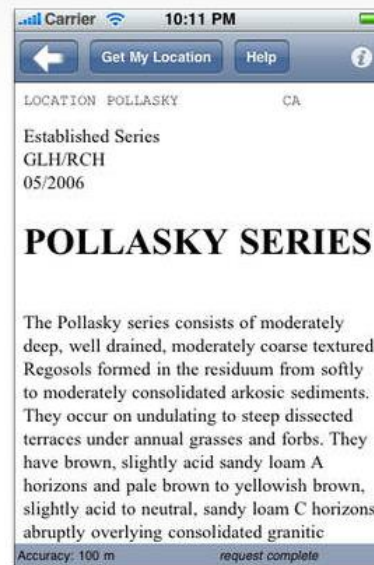 Carrier 10:11 PM
Get My Location Help i
LOCATION POLLASKY CA
Established Series
GLH/RCH
05/2006
POLLASKY SERIES
The Pollasky series consists of moderately
deep, well drained, moderately coarse textured
Regosols formed in the residuum from softly
to moderately consolidated arkosic sediments.
They occur on undulating to steep dissected
terraces under annual grasses and forbs. They
have brown, slightly acid sandy loam A
horizons and pale brown to yellowish brown,
slightly acid to neutral, sandy loam C horizons
abruptly overlying consolidated granitic
Accuracy: 100 m request complete